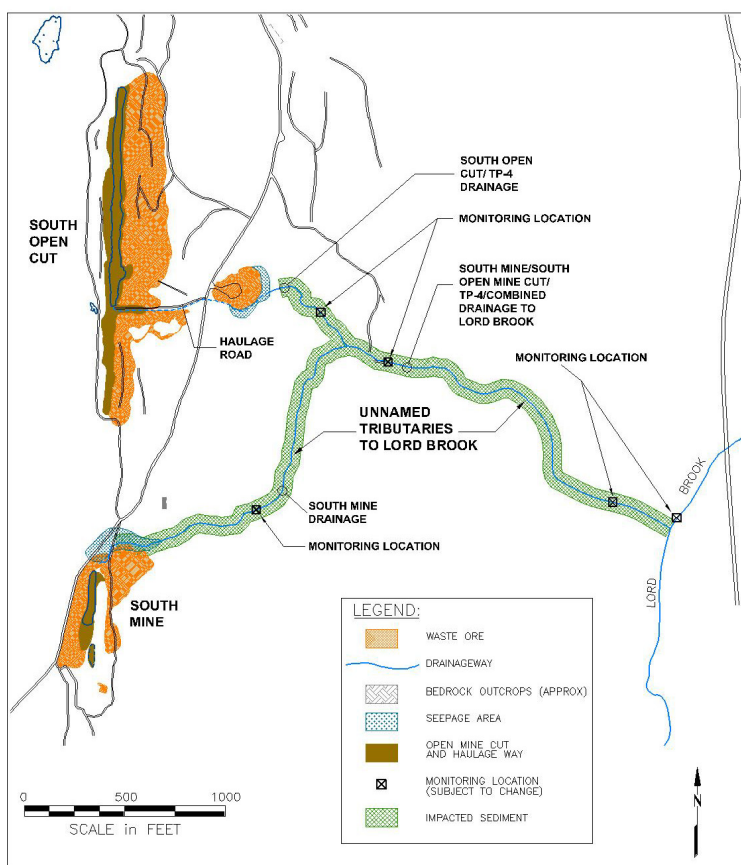 SOUTH OPEN
CUT/ TP-4
DRAINAGE
MONITORING LOCATION
SOUTH
OPEN
CUT
SOUTH MINE/SOUTH
OPEN MINE CUT/
TP-4/COMBINED
DRAINAGE TO
LORD BROOK
HAULAGE
ROAD
MONITORING LOCATION
UNNAMED
TRIBUTARIES
TO LORD BROOK
BROOK
SOUTH MINE
DRAINAGE
MONITORING LOCATION
LORD
SOUTH
MINE
LEGEND:
WASTE ORE
DRAINAGEWAY
BEDROCK OUTCROPS (APPROX)
SEEPAGE AREA
OPEN MINE CUT
AND HAULAGE WAY
MONITORING LOCATION
(SUBJECT TO CHANGE)
IMPACTED SEDIMENT
0 500 1000
SCALE in FEET
N